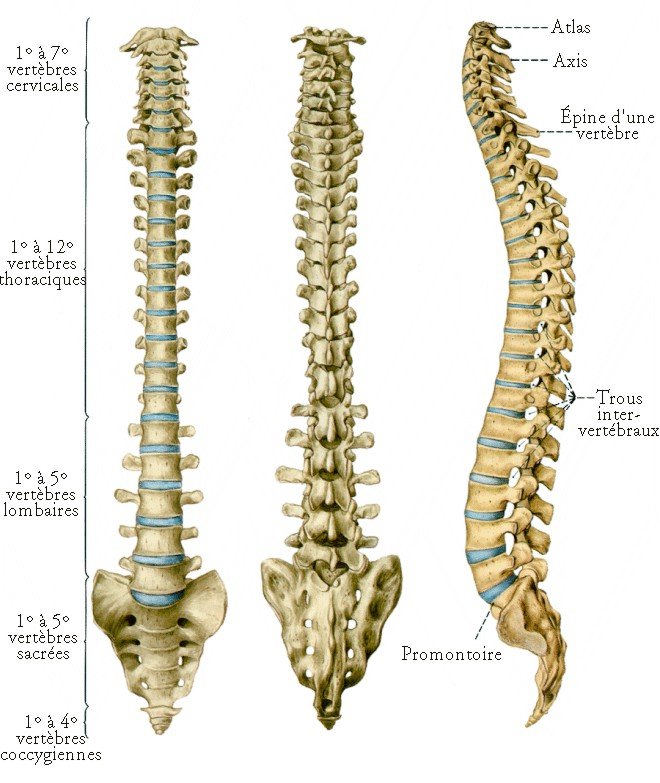 1° à 7°
vertèbres
cervicales
1° à 12°
vertèbres
thoraciques
1° à 5°
vertèbres
lombaires
1° à 5°
vertèbres
sacrées
1° à 4°
vertèbres
coccygiennes
Atlas
Axis
Épine d'une
vertèbre
Trous
inter-
vertébraux
Promontoire